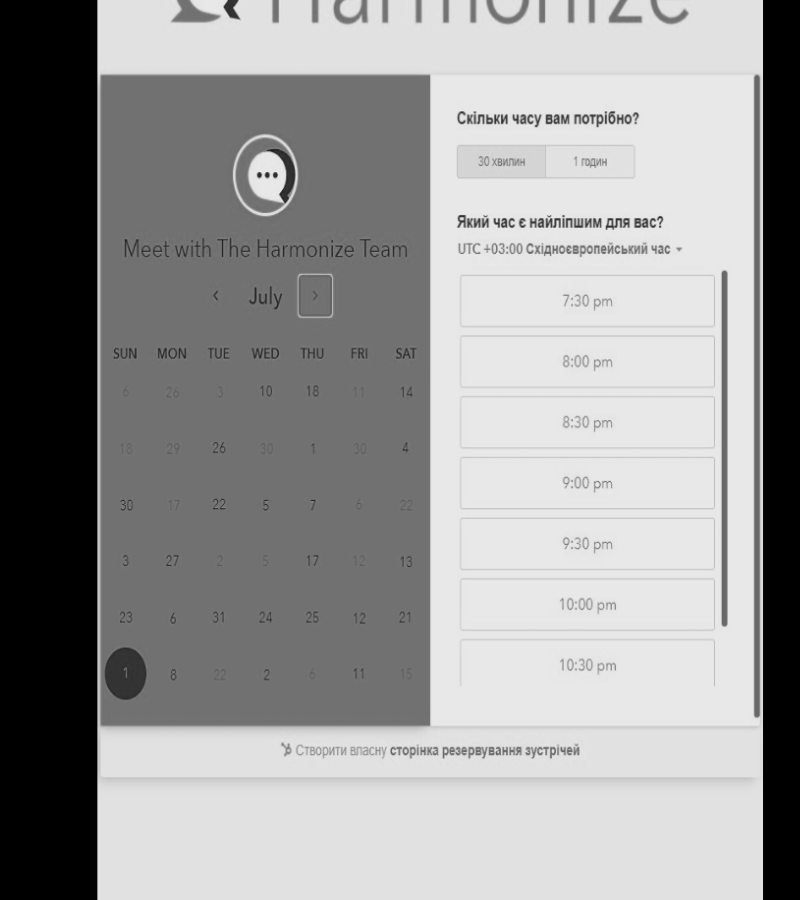 Harmonize
Meet with The Harmonize Team
July
SUN MON TUE WED THU FRI SAT
6 26 3 10 18 11 14
18 29 26 30 1 30 4
30 17 22 5 7 6 22
3 27 2 5 17 12 13
23 6 31 24 25 12 21
1 8 22 2 6 11 15
Скільки часу вам потрібно?
30 хвилин 1 годин
Який час є найліпшим для вас?
UTC +03:00 Східноєвропейський час
7:30 pm
8:00 pm
8:30 pm
9:00 pm
9:30 pm
10:00 pm
10:30 pm
Створити власну сторінка резервування зустрічей